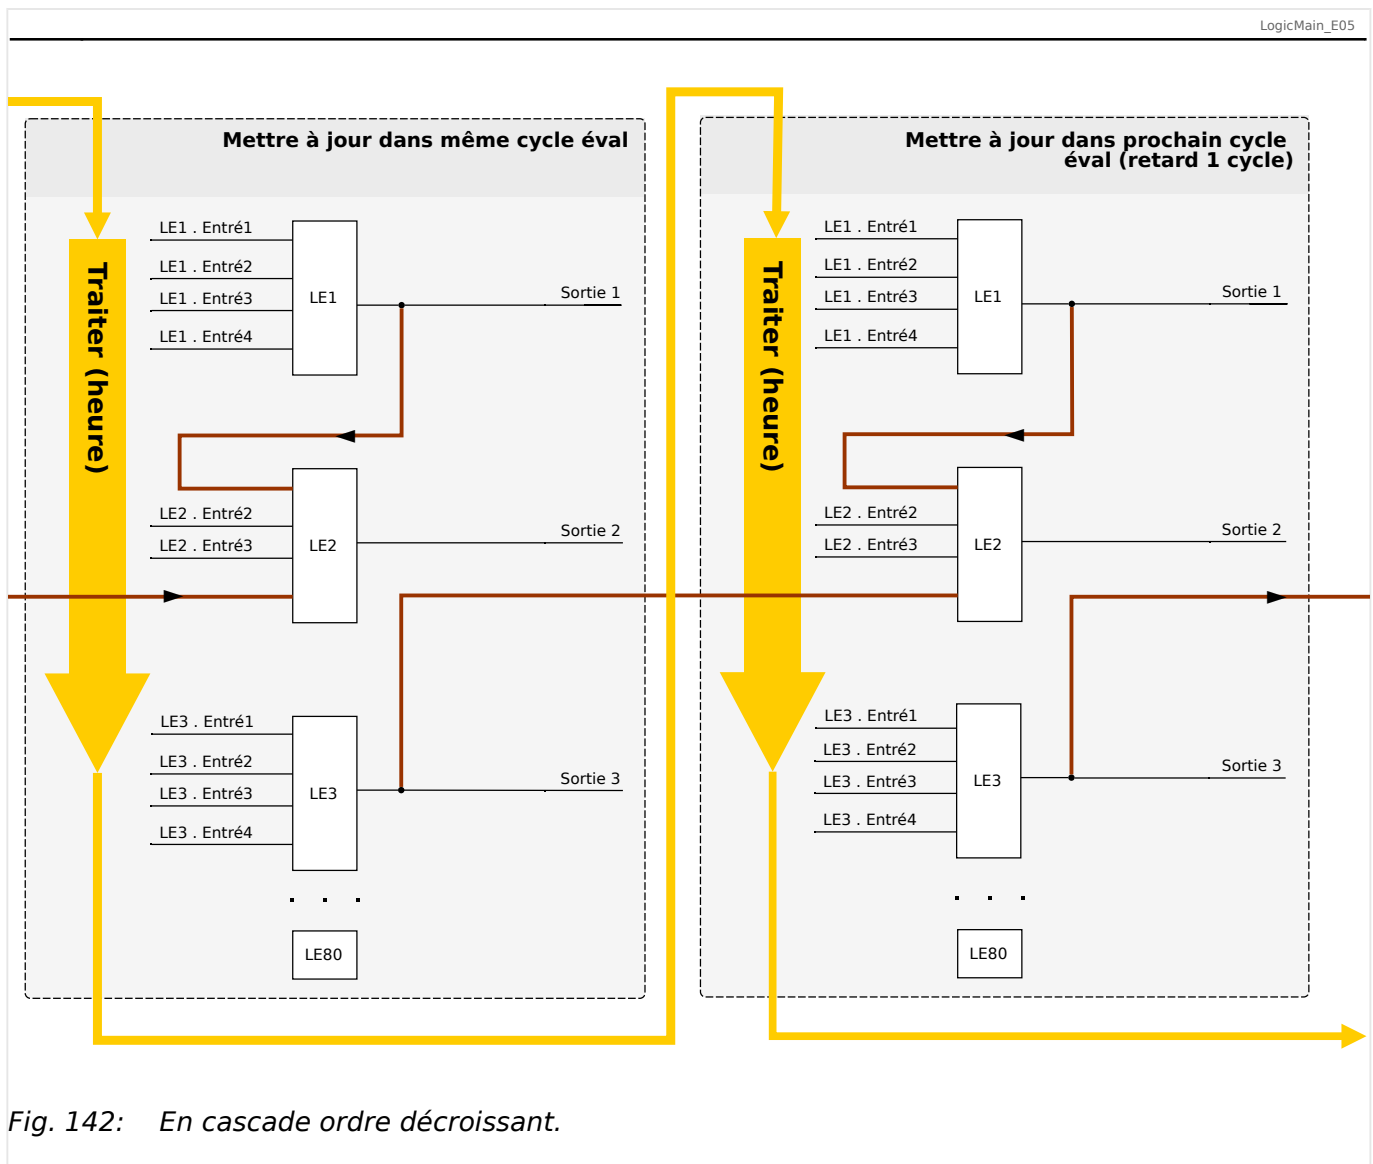 LogicMain_E05
Mettre à jour dans même cycle éval
Traiter (heure)
LE1 . Entré1
LE1 . Entré2
LE1 . Entré3
LE1 . Entré4
LE1
Sortie 1
LE2 . Entré2
LE2 . Entré3
LE2
Sortie 2
LE3 . Entré1
LE3 . Entré2
LE3 . Entré3
LE3 . Entré4
LE3
Sortie 3
. . .
LE80
Mettre à jour dans prochain cycle
éval (retard 1 cycle)
Traiter (heure)
LE1 . Entré1
LE1 . Entré2
LE1 . Entré3
LE1 . Entré4
LE1
Sortie 1
LE2 . Entré2
LE2 . Entré3
LE2
Sortie 2
LE3 . Entré1
LE3 . Entré2
LE3 . Entré3
LE3 . Entré4
LE3
Sortie 3
. . .
LE80
Fig. 142: En cascade ordre décroissant.